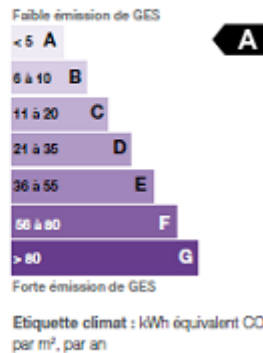 Faible émission de GES
< 5 A
A
6 à 10 B
11 à 20 C
21 à 35 D
36 à 55 E
56 à 80 F
> 80 G
Forte émission de GES
Etiquette climat : kWh équivalent CO
par m², par an